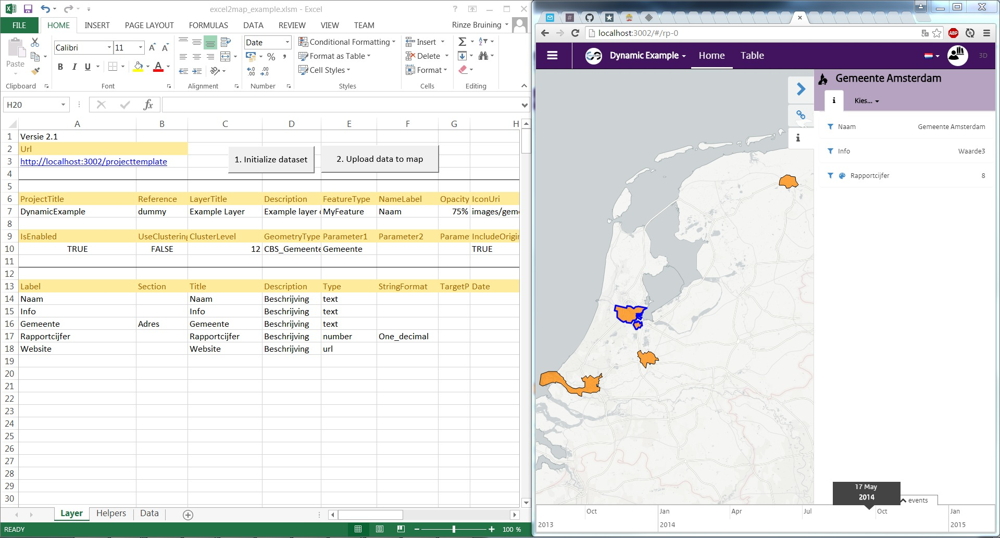 excel2map_example.xlsm - Excel
FILE HOME INSERT PAGE LAYOUT FORMULAS DATA REVIEW VIEW TEAM Rinze Bruining
Paste
Calibri 11
B I U
Date
Conditional Formatting
Format as Table
Cell Styles
Insert
Delete
Format
Clipboard Font Alignment Number Styles Cells Editing
H20
fx
A B C D E F G H
1 Versie 2.1
2 Url
3 http://localhost:3002/projecttemplate
1. Initialize dataset
2. Upload data to map
4
5
6 ProjectTitle Reference LayerTitle Description FeatureType NameLabel Opacity IconUri
7 DynamicExample dummy Example Layer Example layer MyFeature Naam 75% images/gem
8
9 IsEnabled UseClustering ClusterLevel GeometryType Parameter1 Parameter2 Parame IncludeOrigin
10 TRUE FALSE 12 CBS_Gemeente Gemeente TRUE
11
12
13 Label Section Title Description Type StringFormat TargetP Date
14 Naam Naam Beschrijving text
15 Info Info Beschrijving text
16 Gemeente Adres Gemeente Beschrijving text
17 Rapportcijfer Rapportcijfer Beschrijving number One_decimal
18 Website Website Beschrijving url
19
20
21
22
23
24
25
26
27
28
29
30
Layer Helpers Data
READY
100 %
localhost:3002/#/rp-0
ABP
Dynamic Example Home Table
3D
Gemeente Amsterdam
i Kies...
Naam Gemeente Amsterdam
Info Waarde3
Rapportcijfer 8
i
17 May
2014
events
Oct Jan Apr Jul Oct Jan
2013 2014 2015